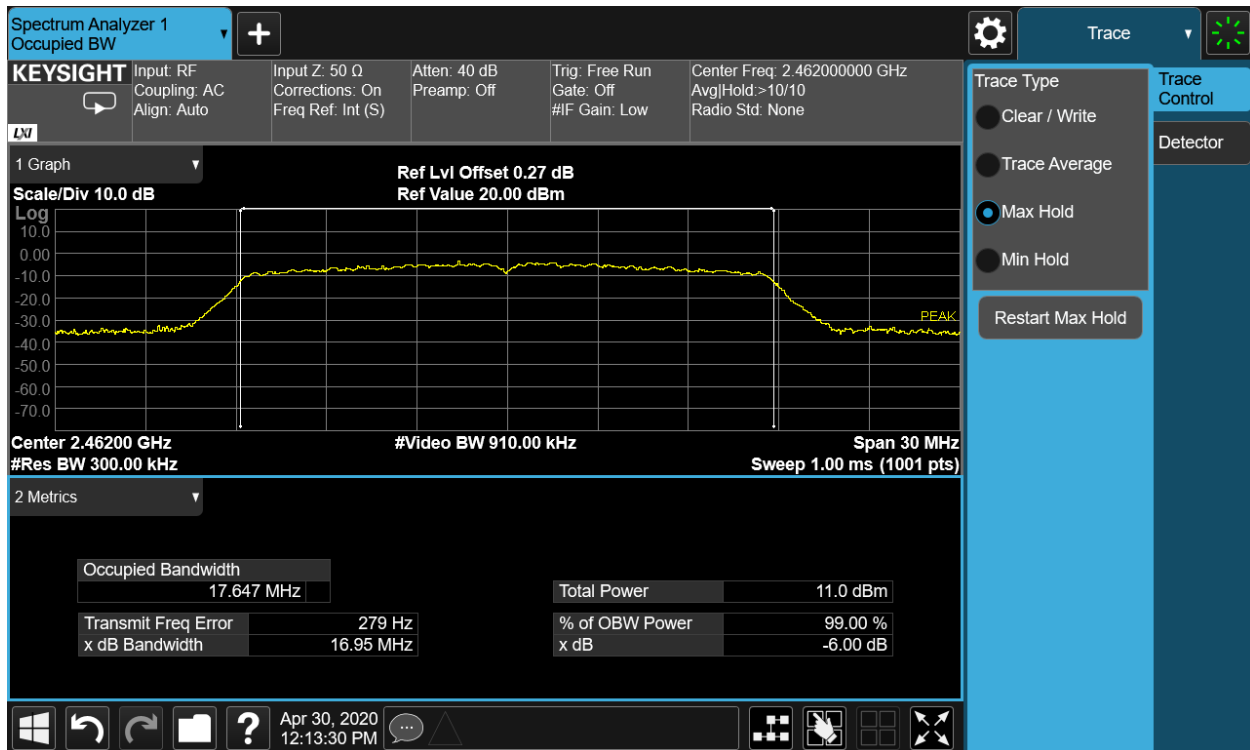 Spectrum Analyzer 1
Occupied BW
+
Trace
KEYSIGHT
LXI
Input: RF
Coupling: AC
Align: Auto
Input Z: 50 Ω
Corrections: On
Freq Ref: Int (S)
Atten: 40 dB
Preamp: Off
Trig: Free Run
Gate: Off
#IF Gain: Low
Center Freq: 2.462000000 GHz
Avg|Hold:>10/10
Radio Std: None
Trace Type
Clear / Write
Trace Average
Max Hold
Min Hold
Restart Max Hold
Trace
Control
Detector
1 Graph
Scale/Div 10.0 dB
Ref Lvl Offset 0.27 dB
Ref Value 20.00 dBm
Log
10.0
0.00
-10.0
-20.0
-30.0
-40.0
-50.0
-60.0
-70.0
PEAK
Center 2.46200 GHz
#Video BW 910.00 kHz
Span 30 MHz
#Res BW 300.00 kHz
Sweep 1.00 ms (1001 pts)
2 Metrics
Occupied Bandwidth
17.647 MHz
Total Power 11.0 dBm
Transmit Freq Error 279 Hz
% of OBW Power 99.00 %
x dB Bandwidth 16.95 MHz
x dB -6.00 dB
?
Apr 30, 2020
12:13:30 PM